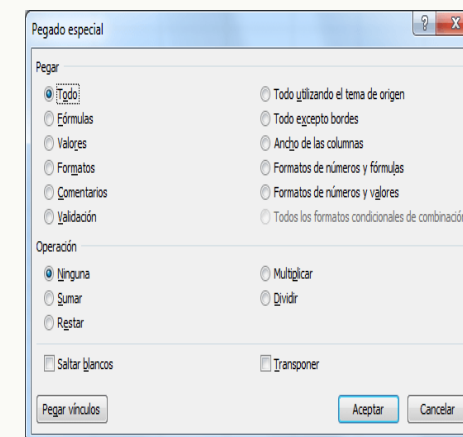 Pegado especial
Pegar
Todo
Todo utilizando el tema de origen
Fórmulas
Todo excepto bordes
Valores
Ancho de las columnas
Formatos
Formatos de números y fórmulas
Comentarios
Formatos de números y valores
Validación
Todos los formatos condicionales de combinación
Operación
Ninguna
Multiplicar
Sumar
Dividir
Restar
Saltar blancos
Transponer
Pegar vínculos
Aceptar
Cancelar